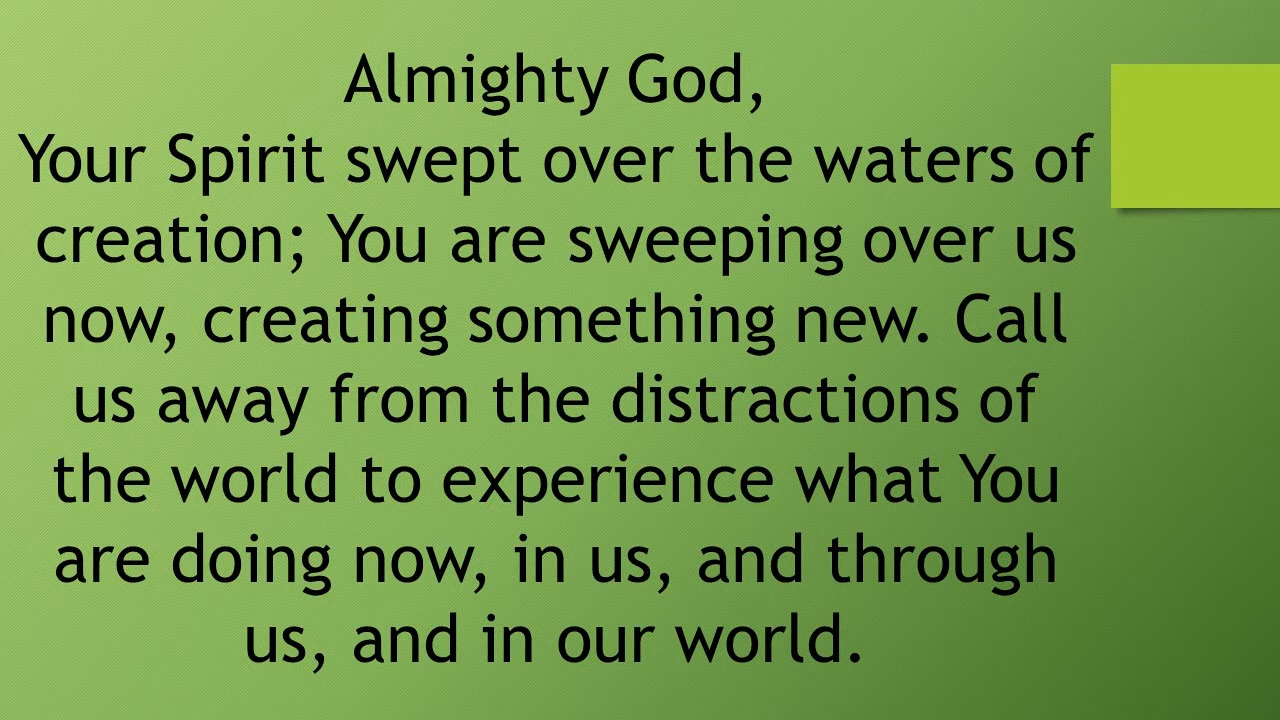 Almighty God,
Your Spirit swept over the waters of
creation; You are sweeping over us
now, creating something new. Call
us away from the distractions of
the world to experience what You
are doing now, in us, and through
us, and in our world.